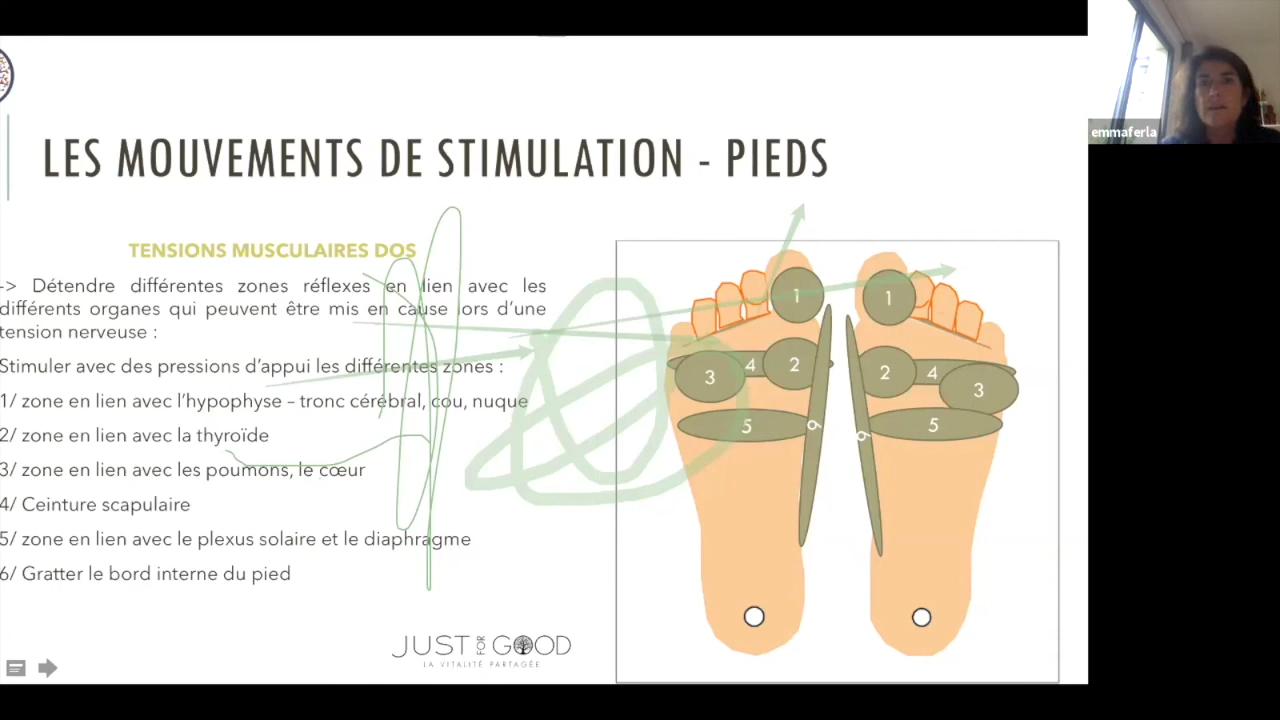 emmaferla
LES MOUVEMENTS DE STIMULATION - PIEDS
TENSIONS MUSCULAIRES DOS
-> Détendre différentes zones réflexes en lien avec les
différents organes qui peuvent être mis en cause lors d'une
tension nerveuse :
Stimuler avec des pressions d'appui les différentes zones :
1/ zone en lien avec l'hypophyse – tronc cérébral, cou, nuque
2/ zone en lien avec la thyroïde
3/ zone en lien avec les poumons, le cœur
4/ Ceinture scapulaire
5/ zone en lien avec le plexus solaire et le diaphragme
6/ Gratter le bord interne du pied
1
1
3
4
2
2
4
3
5
6
6
5
JUST FOR GOOD
LA VITALITÉ PARTAGÉE